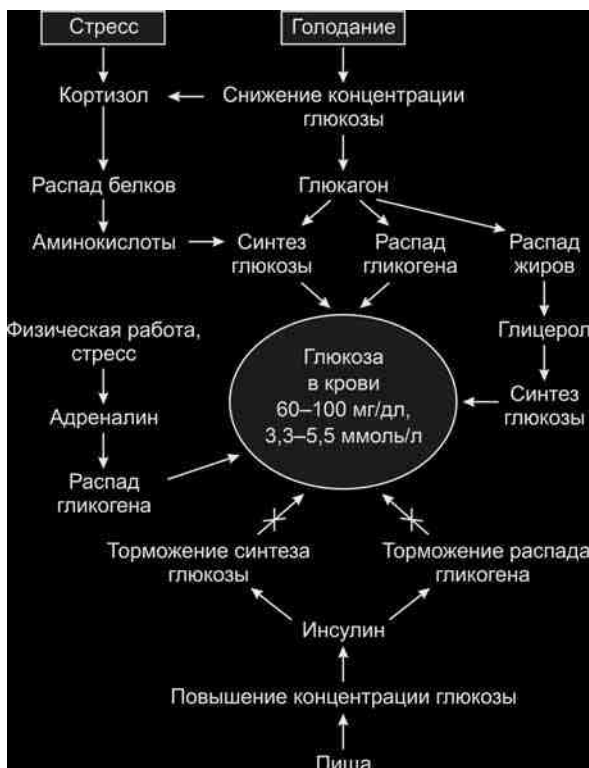 Стресс
Голодание
Кортизол
Снижение концентрации
глюкозы
Распад белков
Глюкагон
Аминокислоты
Синтез
глюкозы
Распад
гликогена
Распад
жиров
Физическая работа,
стресс
Глюкоза
в крови
60–100 мг/дл,
3,3–5,5 ммоль/л
Глицерол
Адреналин
Синтез
глюкозы
Распад
гликогена
Торможение синтеза
глюкозы
Торможение распада
гликогена
Инсулин
Повышение концентрации глюкозы
Пища